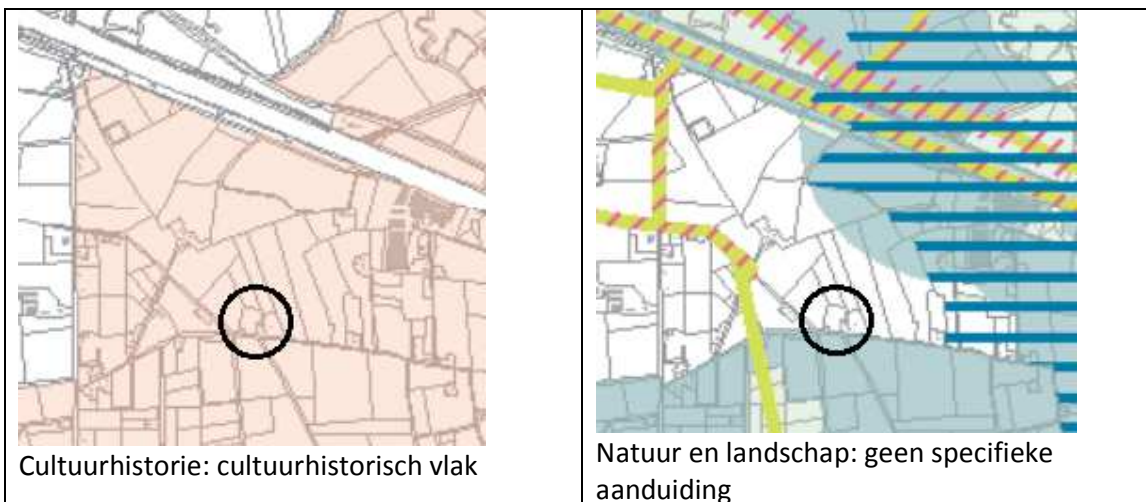 Cultuurhistorie: cultuurhistorisch vlak
Natuur en landschap: geen specifieke
aanduiding